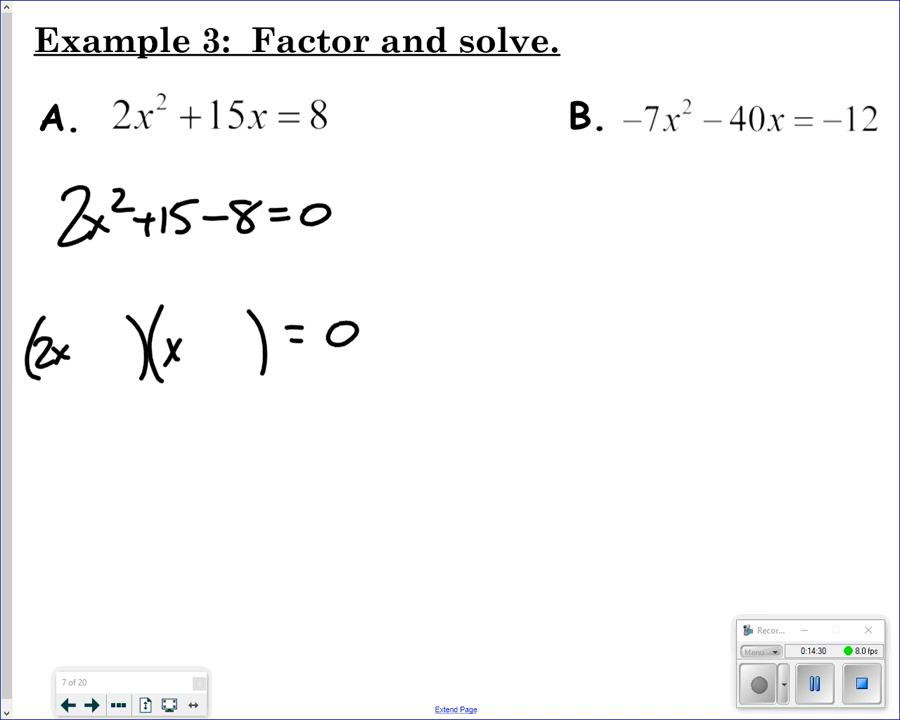 Example 3: Factor and solve.
A. 2x² + 15x = 8
B. −7x² − 40x = −12
2x²+15−8=0
(2x )(x ) = 0
7 of 20
Extend Page
Recor...
Menu
0:14:30
8.0 fps